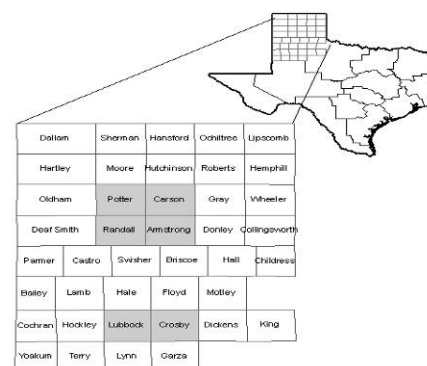 Dallam Sherman Hansford Ochiltree Lipscomb
Hartley Moore Hutchinson Roberts Hemphill
Oldham Potter Carson Gray Wheeler
Deaf Smith Randall Armstrong Donley Collingsworth
Parmer Castro Swisher Briscoe Hall Childress
Bailey Lamb Hale Floyd Motley
Cochran Hockley Lubbock Crosby Dickens King
Yoakum Terry Lynn Garza